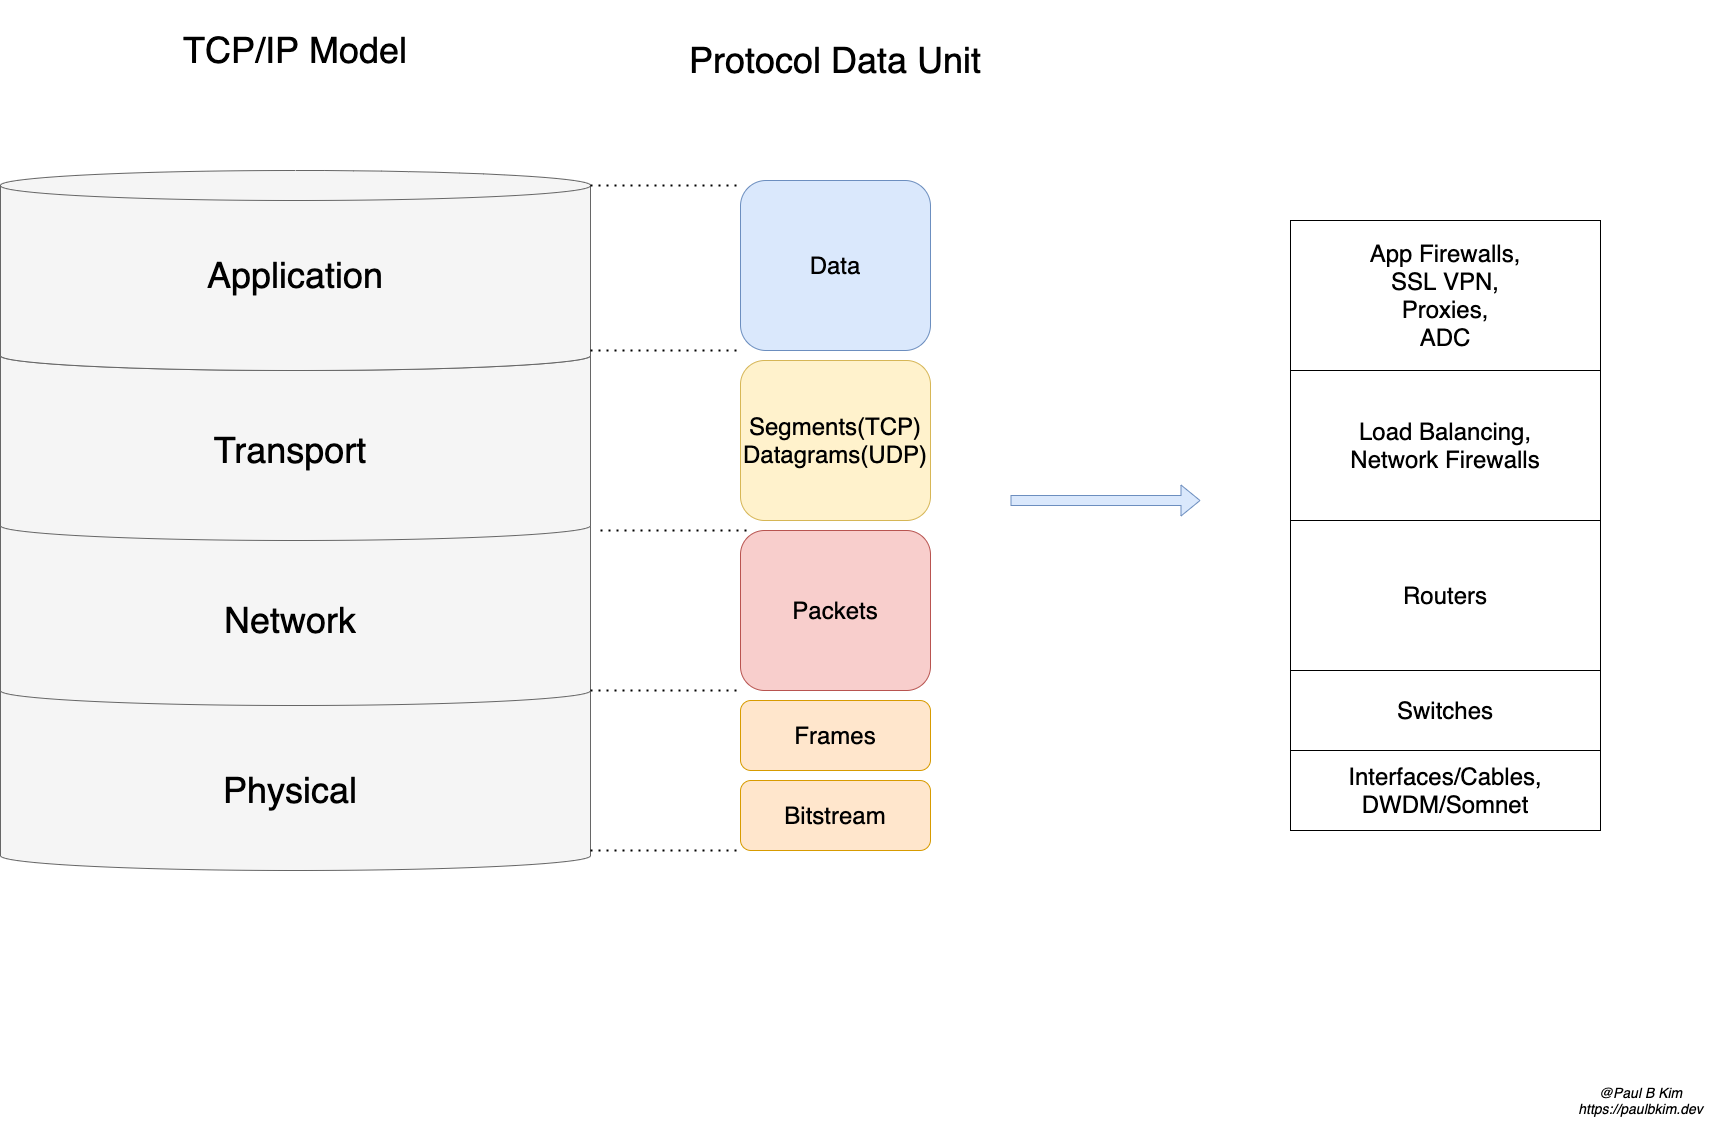 TCP/IP Model
Protocol Data Unit
Application
Transport
Network
Physical
Data
Segments(TCP)
Datagrams(UDP)
Packets
Frames
Bitstream
App Firewalls,
SSL VPN,
Proxies,
ADC
Load Balancing,
Network Firewalls
Routers
Switches
Interfaces/Cables,
DWDM/Somnet
@Paul B Kim
https://paulbkim.dev